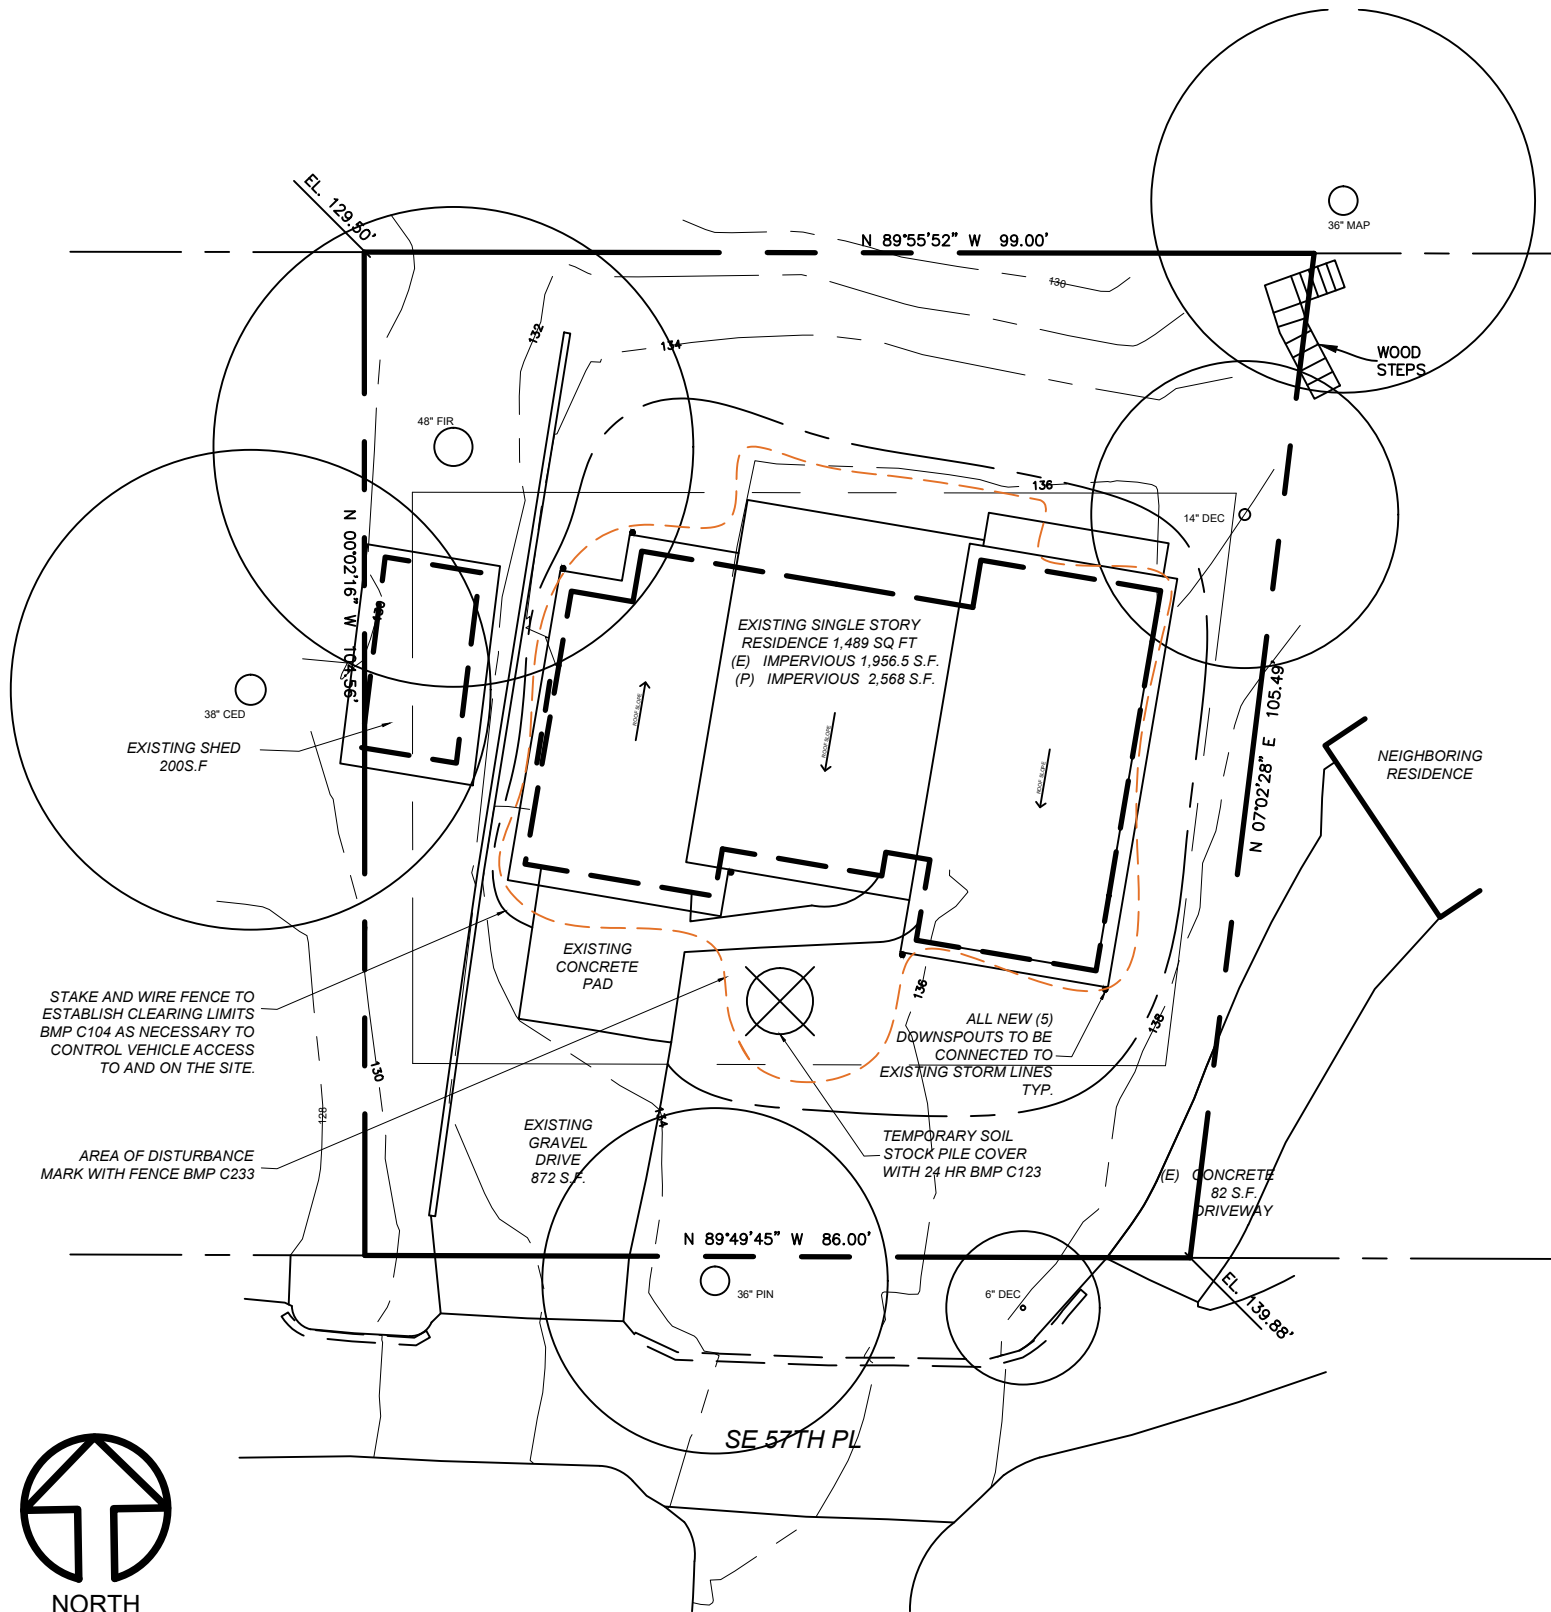 36" MAP
EL. 129.50'
N 89°55'52" W 99.00'
130
132
134
WOOD
STEPS
48" FIR
136
14" DEC
N 00°02'16" W 104.56'
130
EXISTING SINGLE STORY
RESIDENCE 1,489 SQ FT
(E) IMPERVIOUS 1,956.5 S.F.
(P) IMPERVIOUS 2,568 S.F.
38" CED
ROOF SLOPE
ROOF SLOPE
ROOF SLOPE
EXISTING SHED
200S.F
N 07°02'28" E 105.49'
NEIGHBORING
RESIDENCE
EXISTING
CONCRETE
PAD
STAKE AND WIRE FENCE TO
ESTABLISH CLEARING LIMITS
BMP C104 AS NECESSARY TO
CONTROL VEHICLE ACCESS
TO AND ON THE SITE.
136
138
ALL NEW (5)
DOWNSPOUTS TO BE
CONNECTED TO
EXISTING STORM LINES
TYP.
130
128
134
EXISTING
GRAVEL
DRIVE
872 S.F.
TEMPORARY SOIL
STOCK PILE COVER
WITH 24 HR BMP C123
AREA OF DISTURBANCE
MARK WITH FENCE BMP C233
(E) CONCRETE
82 S.F.
DRIVEWAY
N 89°49'45" W 86.00'
36" PIN
6" DEC
EL. 139.88'
SE 57TH PL
NORTH